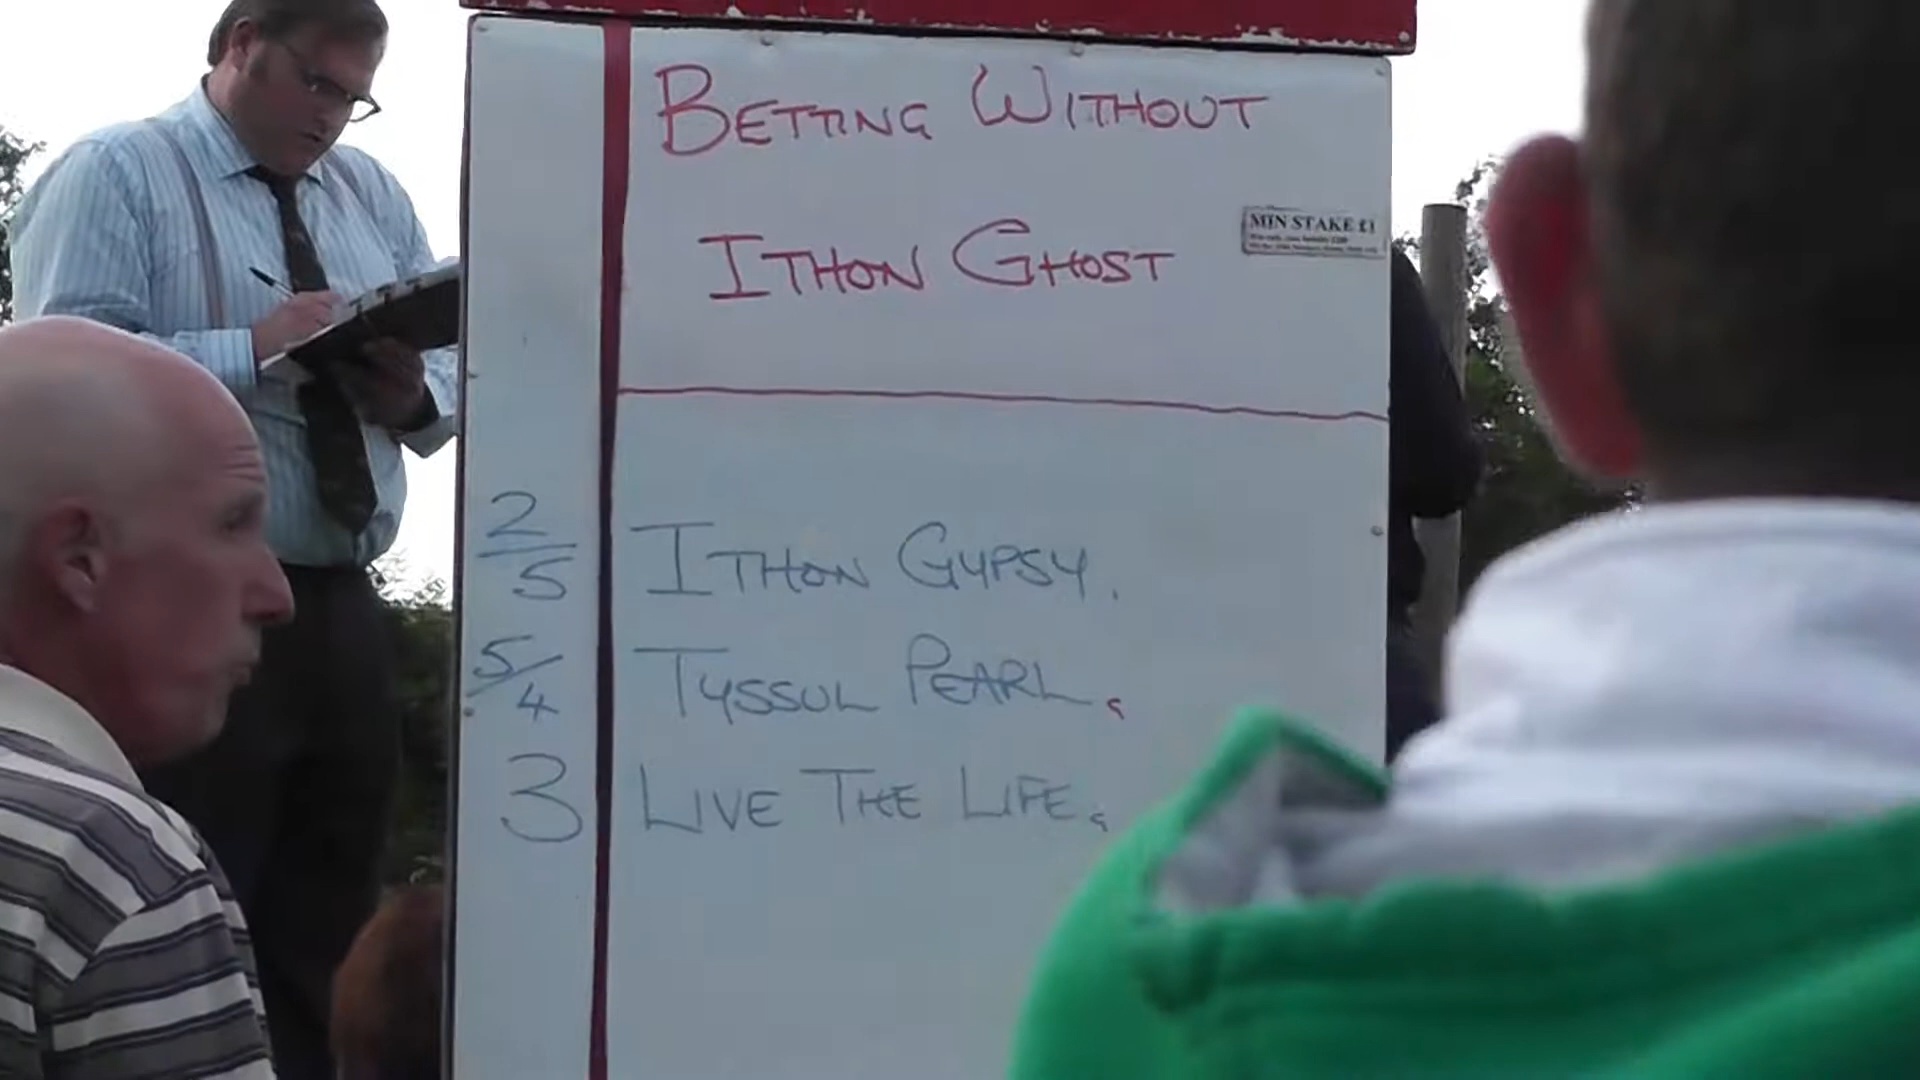 BETTING WITHOUT
ITHON GHOST
MIN STAKE £1
2/5 ITHON GYPSY.
5/4 TYSSUL PEARL
3 LIVE THE LIFE